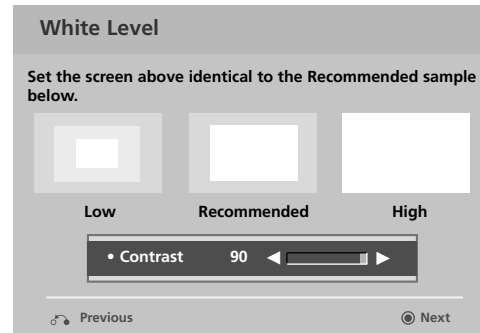 White Level
Set the screen above identical to the Recommended sample
below.
Low Recommended High
• Contrast 90
Previous Next